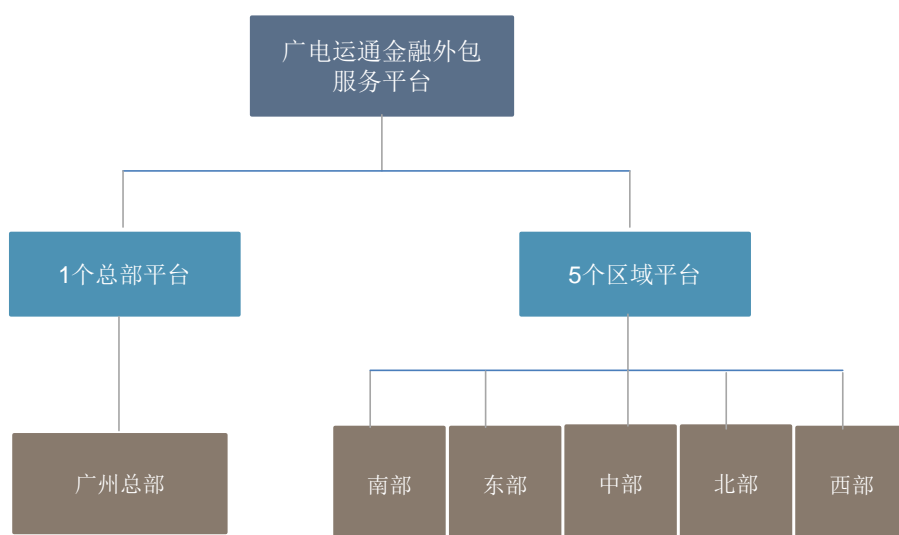 广电运通金融外包
服务平台
1个总部平台
5个区域平台
广州总部
南部
东部
中部
北部
西部